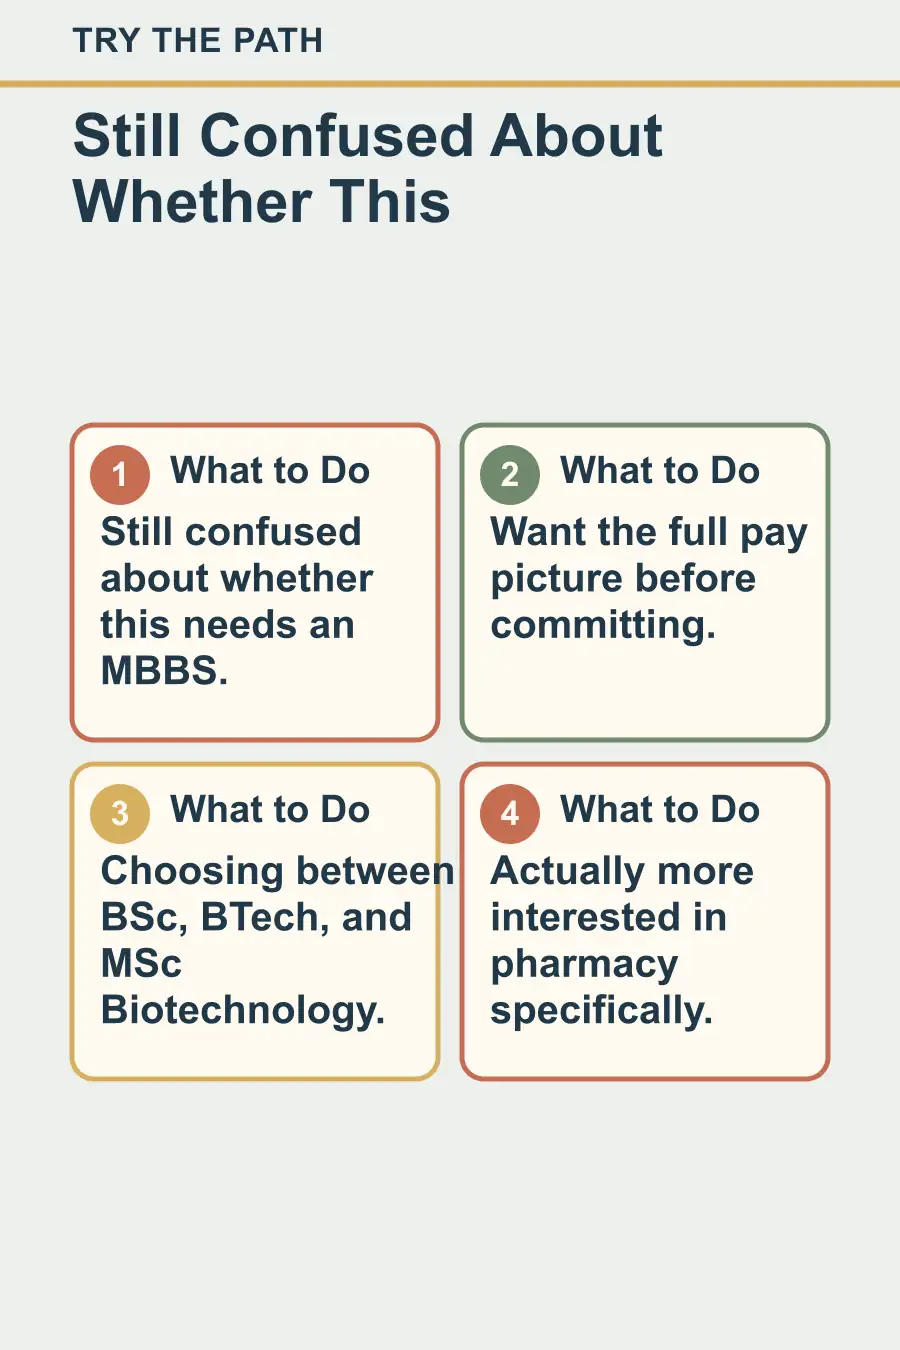 TRY THE PATH
Still Confused About
Whether This
1 What to Do
Still confused
about whether
this needs an
MBBS.
2 What to Do
Want the full pay
picture before
committing.
3 What to Do
Choosing between
BSc, BTech, and
MSc
Biotechnology.
4 What to Do
Actually more
interested in
pharmacy
specifically.